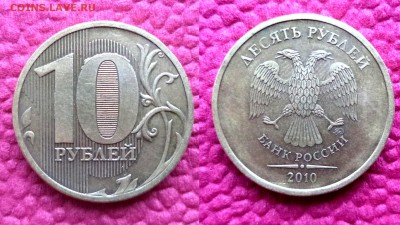 COINS.LAVE.RU
10
РУБЛЕЙ
ДЕСЯТЬ РУБЛЕЙ
БАНК РОССИИ
2010